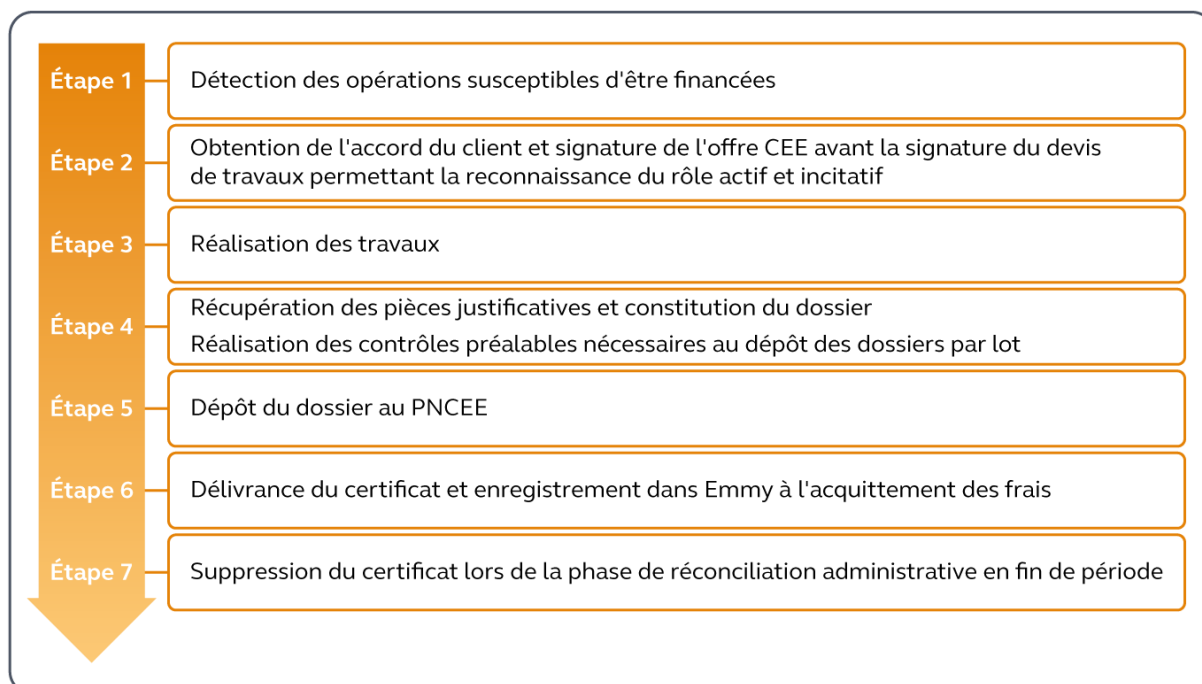 Étape 1
Détection des opérations susceptibles d'être financées
Étape 2
Obtention de l'accord du client et signature de l'offre CEE avant la signature du devis
de travaux permettant la reconnaissance du rôle actif et incitatif
Étape 3
Réalisation des travaux
Étape 4
Récupération des pièces justificatives et constitution du dossier
Réalisation des contrôles préalables nécessaires au dépôt des dossiers par lot
Étape 5
Dépôt du dossier au PNCEE
Étape 6
Délivrance du certificat et enregistrement dans Emmy à l'acquittement des frais
Étape 7
Suppression du certificat lors de la phase de réconciliation administrative en fin de période